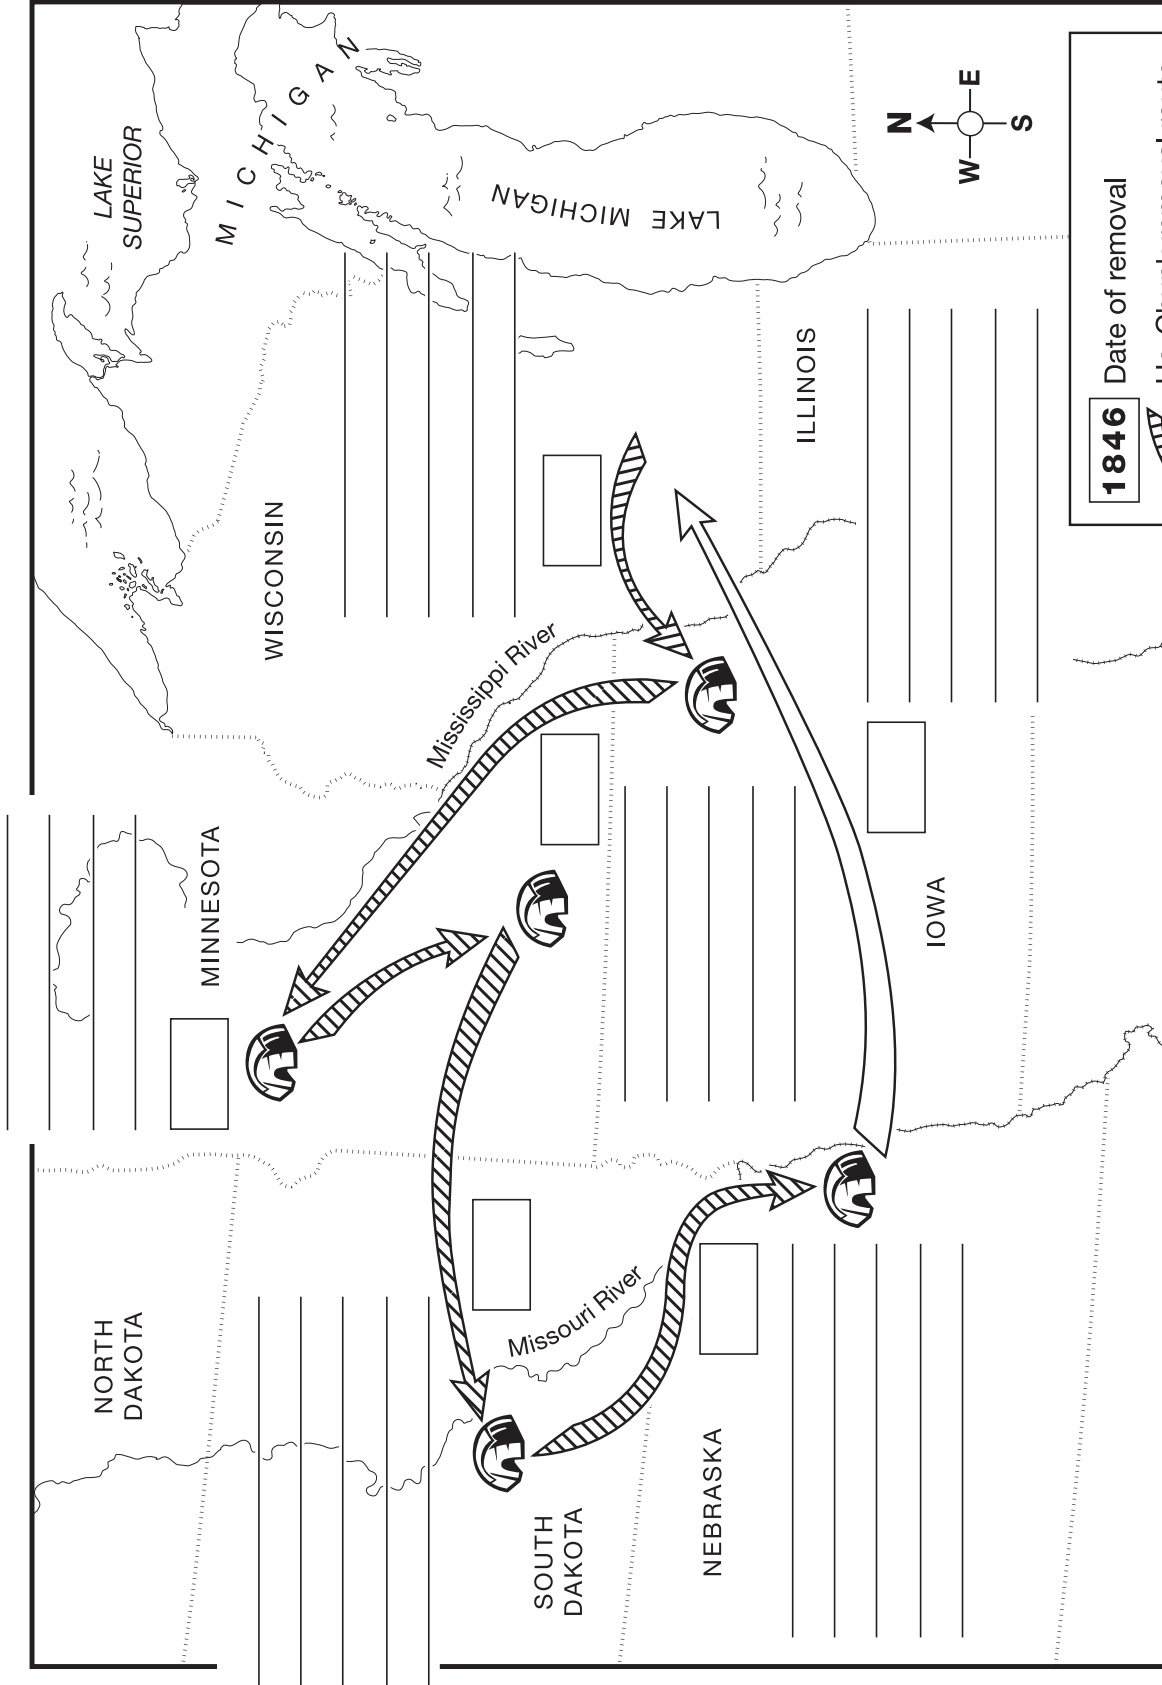 LAKE
SUPERIOR
MICHIGAN
LAKE MICHIGAN
N
W
E
S
WISCONSIN
Mississippi River
ILLINOIS
MINNESOTA
IOWA
NORTH
DAKOTA
Missouri River
SOUTH
DAKOTA
NEBRASKA
1846 Date of removal